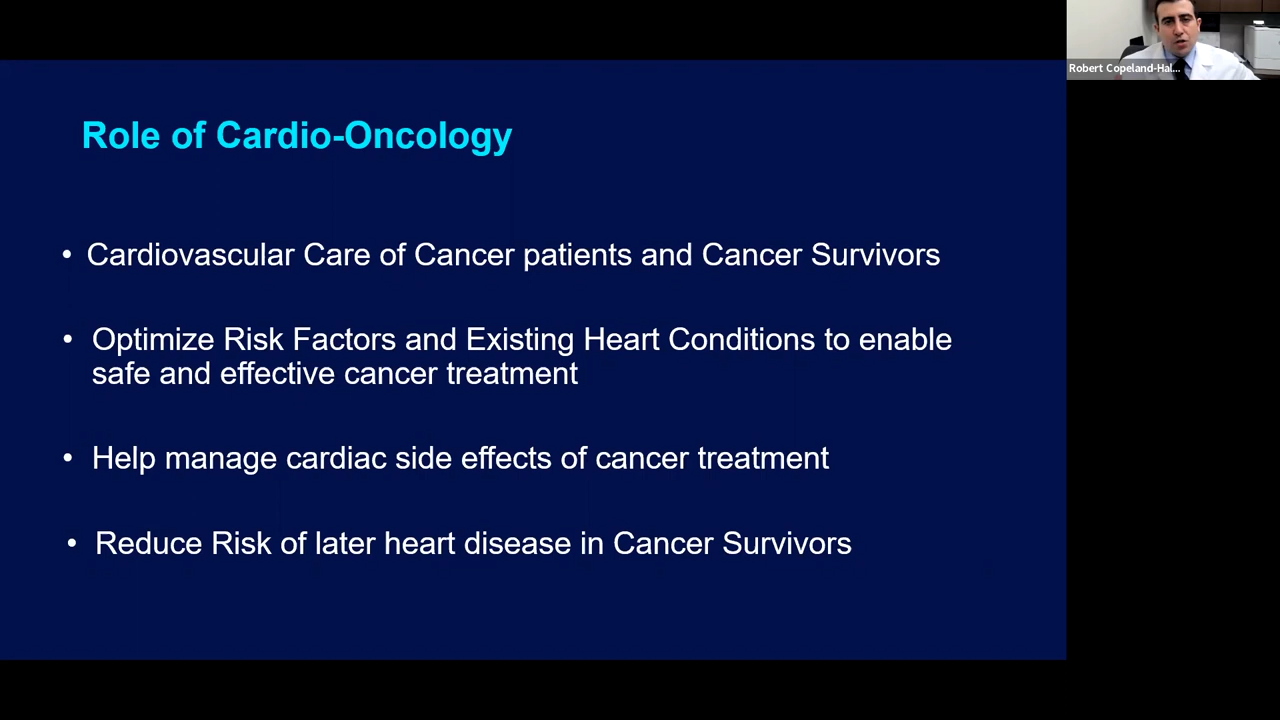 Robert Copeland-Hal...
Role of Cardio-Oncology
• Cardiovascular Care of Cancer patients and Cancer Survivors
• Optimize Risk Factors and Existing Heart Conditions to enable
safe and effective cancer treatment
• Help manage cardiac side effects of cancer treatment
• Reduce Risk of later heart disease in Cancer Survivors